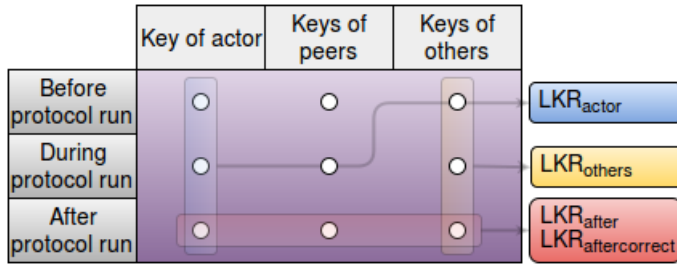 Key of actor
Keys of
peers
Keys of
others
Before
protocol run
LKRactor
During
protocol run
LKRothers
After
protocol run
LKRafter
LKRaftercorrect